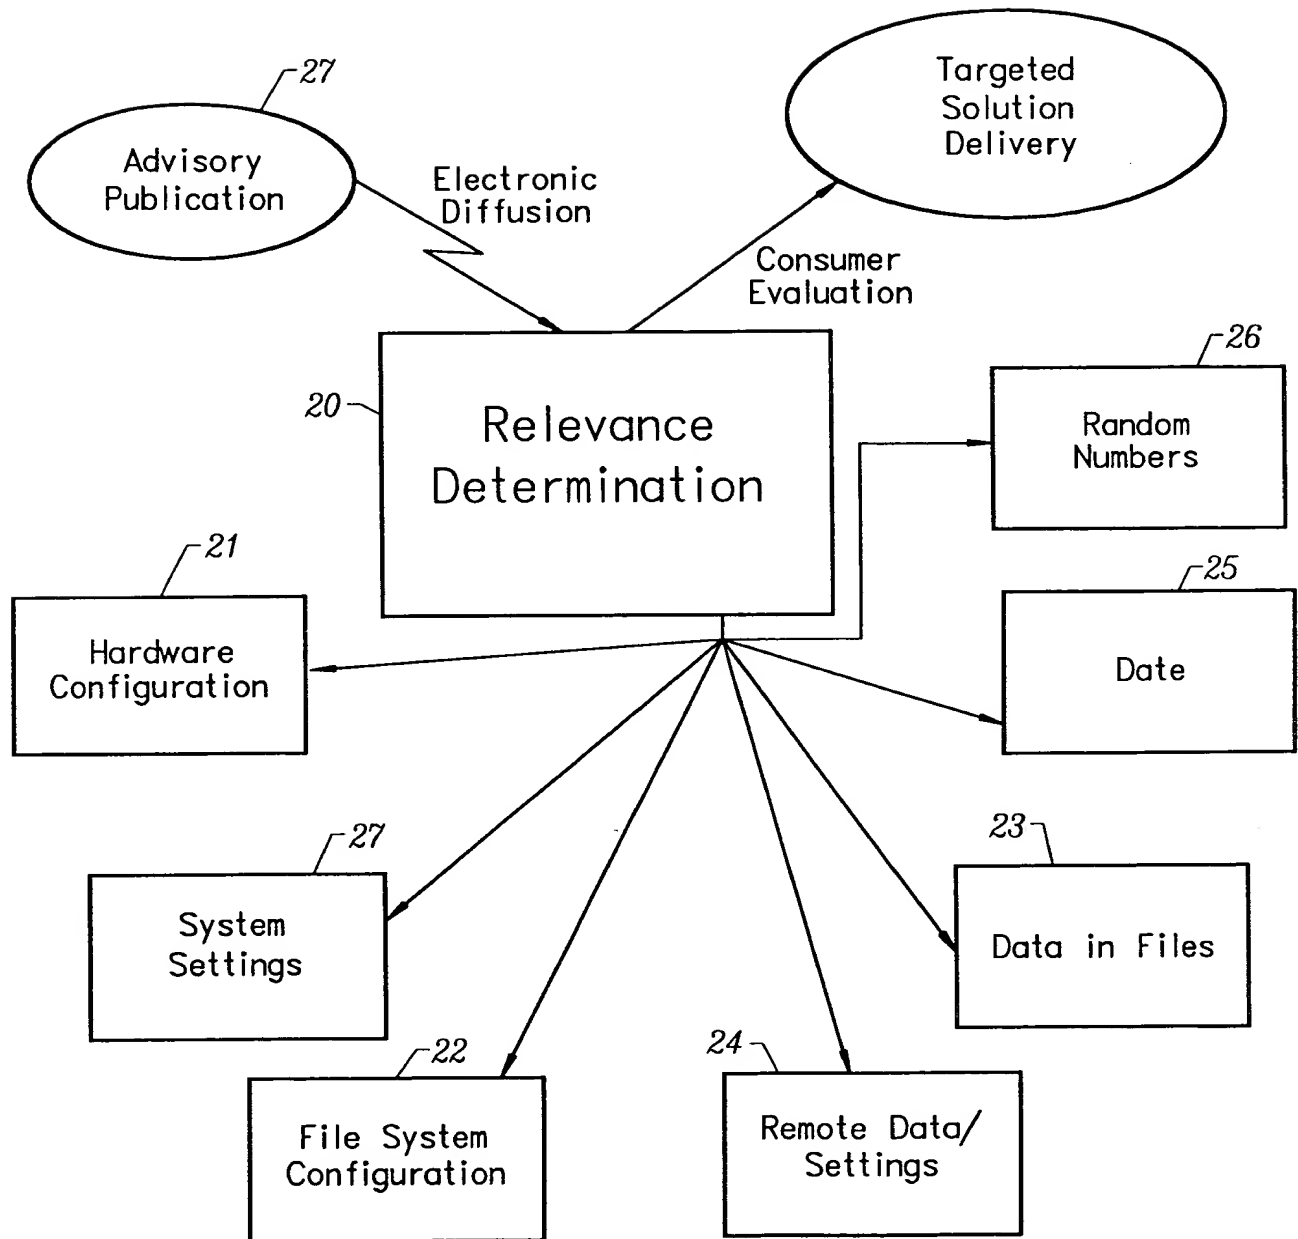 27
Advisory
Publication
Electronic
Diffusion
Targeted
Solution
Delivery
Consumer
Evaluation
20
Relevance
Determination
26
Random
Numbers
21
Hardware
Configuration
25
Date
27
System
Settings
23
Data in Files
22
File System
Configuration
24
Remote Data/
Settings